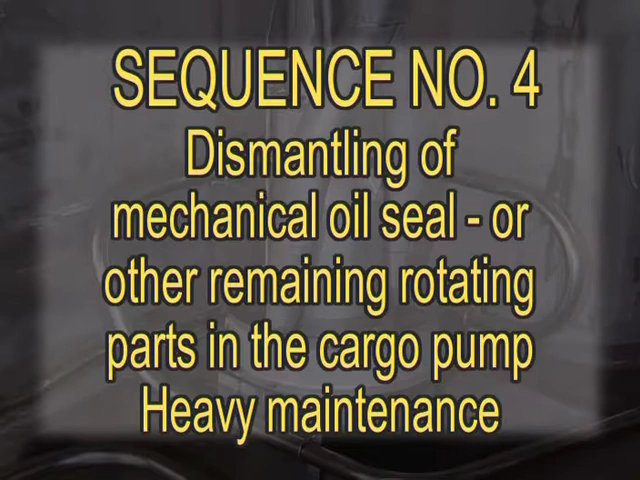 SEQUENCE NO. 4
Dismantling of
mechanical oil seal - or
other remaining rotating
parts in the cargo pump
Heavy maintenance